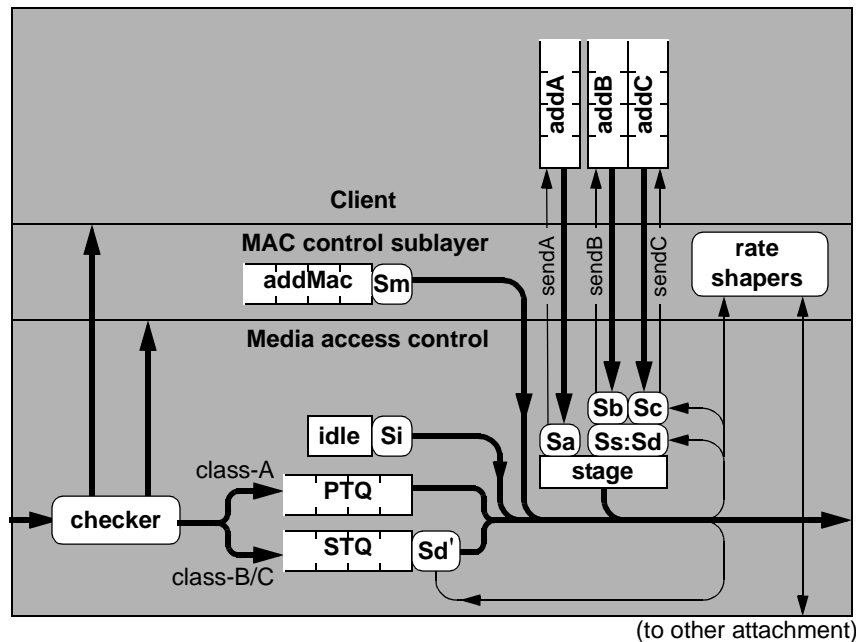 addA
addB
addC
Client
sendA
sendB
sendC
MAC control sublayer
rate
shapers
addMac
Sm
Media access control
Sb
Sc
idle
Si
Sa
Ss:Sd
stage
class-A
PTQ
checker
STQ
Sd'
class-B/C
(to other attachment)